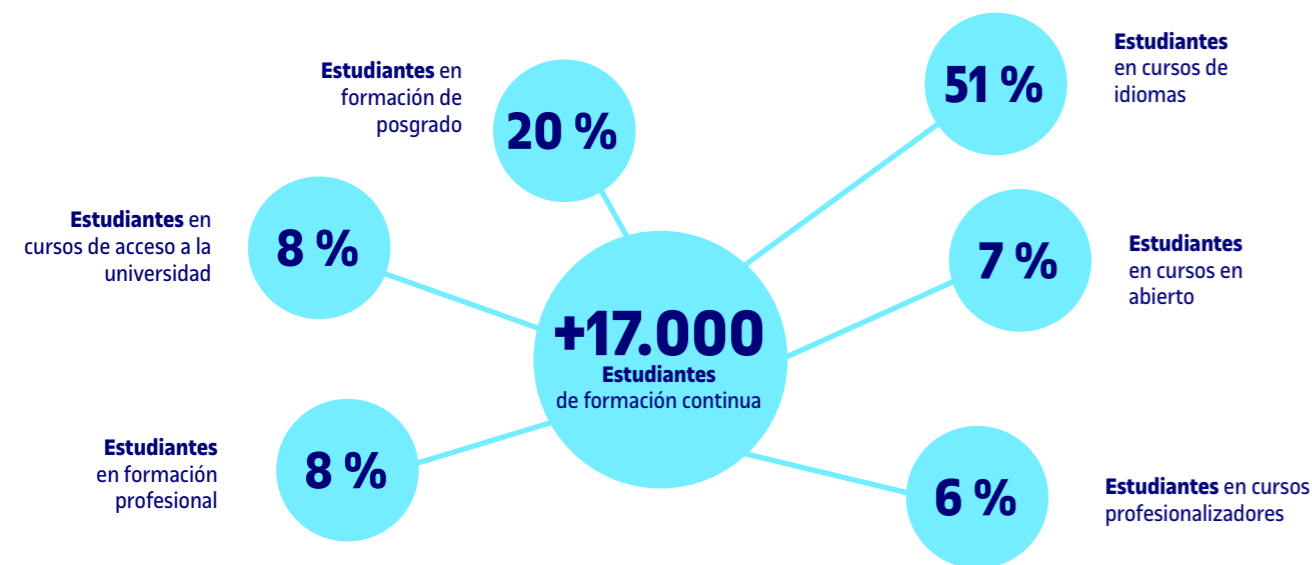 Estudiantes en
formación de
posgrado
20 %
51 %
Estudiantes
en cursos de
idiomas
Estudiantes en
cursos de acceso a la
universidad
8 %
7 %
Estudiantes
en cursos en
abierto
+17.000
Estudiantes
de formación continua
Estudiantes
en formación
profesional
8 %
6 %
Estudiantes en cursos
profesionalizadores